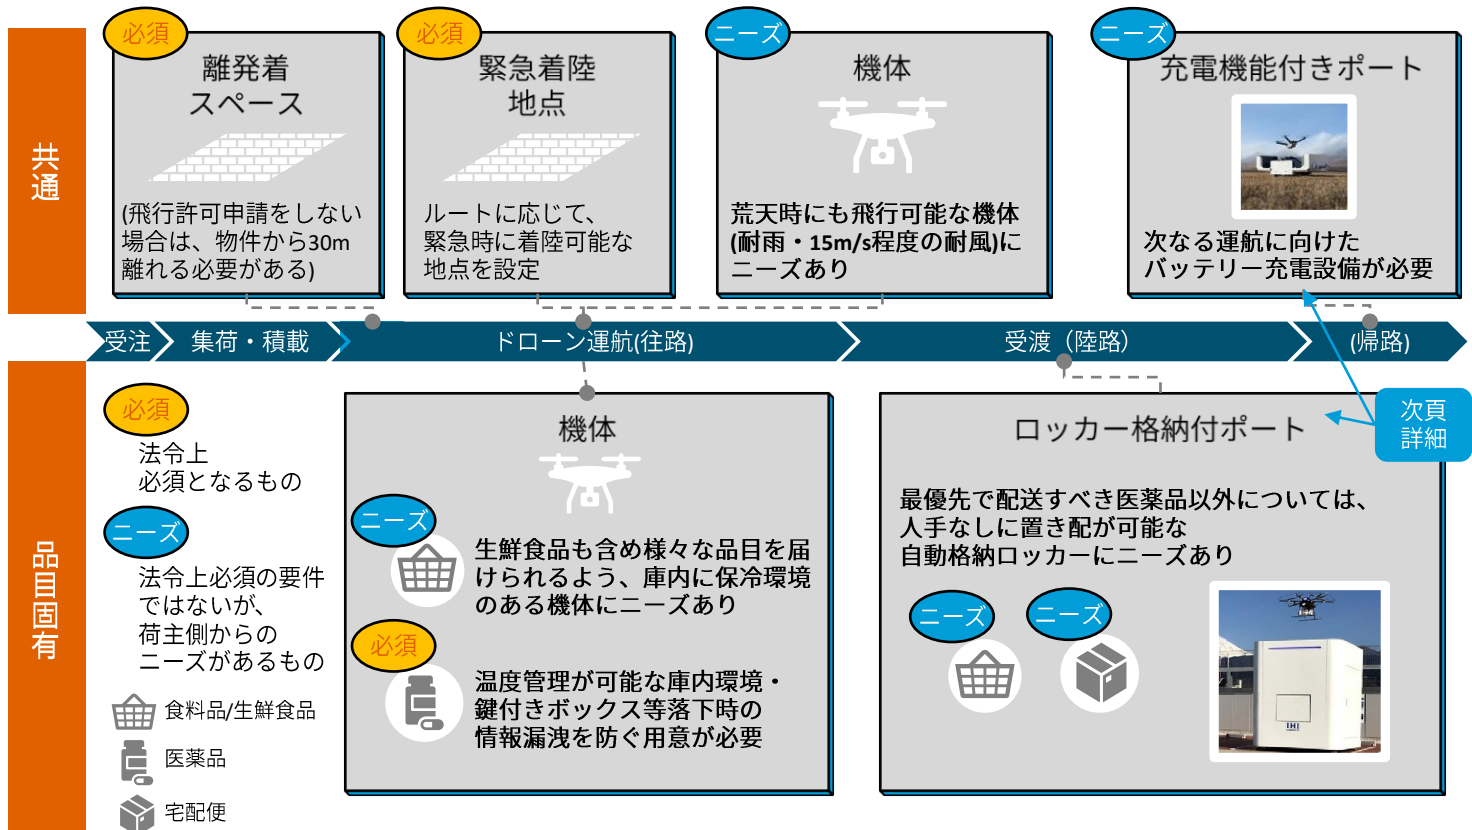 共通
必須
離発着
スペース
(飛行許可申請をしない
場合は、物件から30m
離れる必要がある)
必須
緊急着陸
地点
ルートに応じて、
緊急時に着陸可能な
地点を設定
ニーズ
機体
荒天時にも飛行可能な機体
(耐雨・15m/s程度の耐風)に
ニーズあり
ニーズ
充電機能付きポート
次なる運航に向けた
バッテリー充電設備が必要
受注
集荷・積載
ドローン運航(往路)
受渡（陸路）
(帰路)
品目固有
必須
法令上
必須となるもの
ニーズ
法令上必須の要件
ではないが、
荷主側からの
ニーズがあるもの
食料品/生鮮食品
医薬品
宅配便
機体
ニーズ
生鮮食品も含め様々な品目を届
けられるよう、庫内に保冷環境
のある機体にニーズあり
必須
温度管理が可能な庫内環境・
鍵付きボックス等落下時の
情報漏洩を防ぐ用意が必要
ロッカー格納付ポート
次頁
詳細
最優先で配送すべき医薬品以外については、
人手なしに置き配が可能な
自動格納ロッカーにニーズあり
ニーズ
ニーズ
IHI